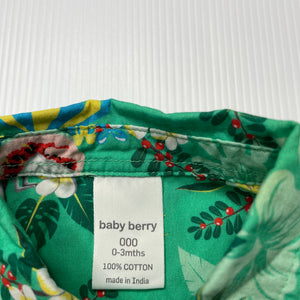 baby berry
000
0-3mths
100% COTTON
made in India